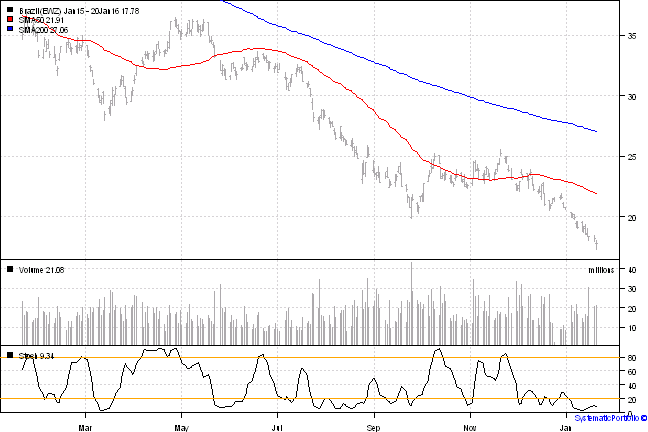 Brazil(EWZ) Jan 15 - 20Jan16 17.78
SMA50 21.91
SMA200 27.06
35
30
25
20
Volume 21.08
millions
40
30
20
10
Stoch 9.34
80
60
40
20
0
Mar May Jul Sep Nov Jan
SystematicPortfolio ©